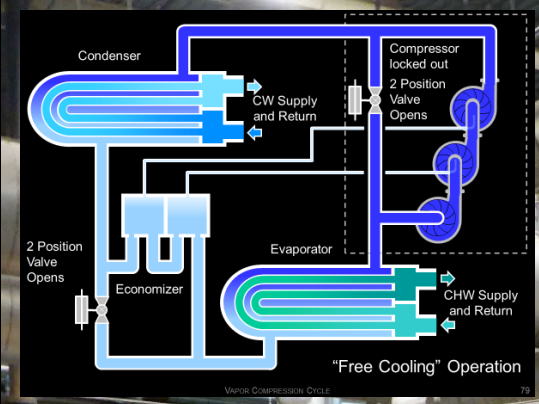 Condenser
Compressor
locked out
2 Position
Valve
Opens
CW Supply
and Return
2 Position
Valve
Opens
Economizer
Evaporator
CHW Supply
and Return
“Free Cooling” Operation
VAPOR COMPRESSION CYCLE
79